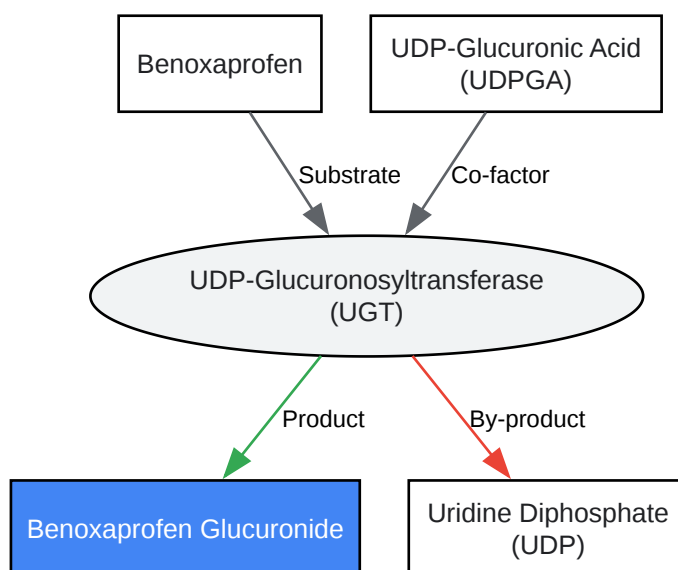 Benoxaprofen
UDP-Glucuronic Acid
(UDPGA)
Substrate
Co-factor
UDP-Glucuronosyltransferase
(UGT)
Product
By-product
Benoxaprofen Glucuronide
Uridine Diphosphate
(UDP)